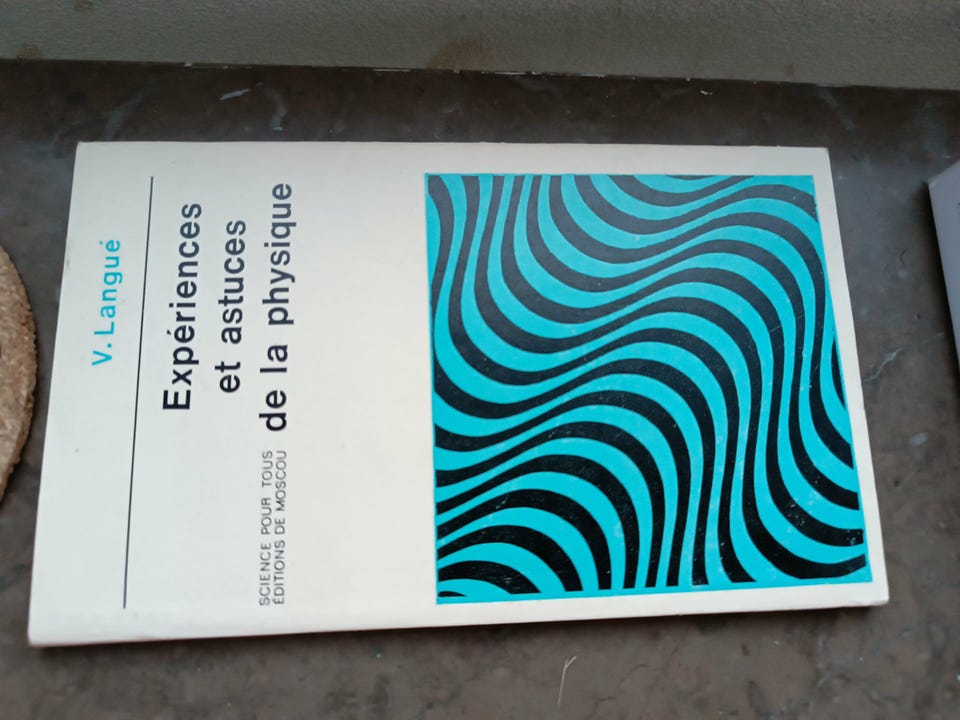 V. Langué
Expériences
et astuces
de la physique
SCIENCE POUR TOUS
ÉDITIONS DE MOSCOU